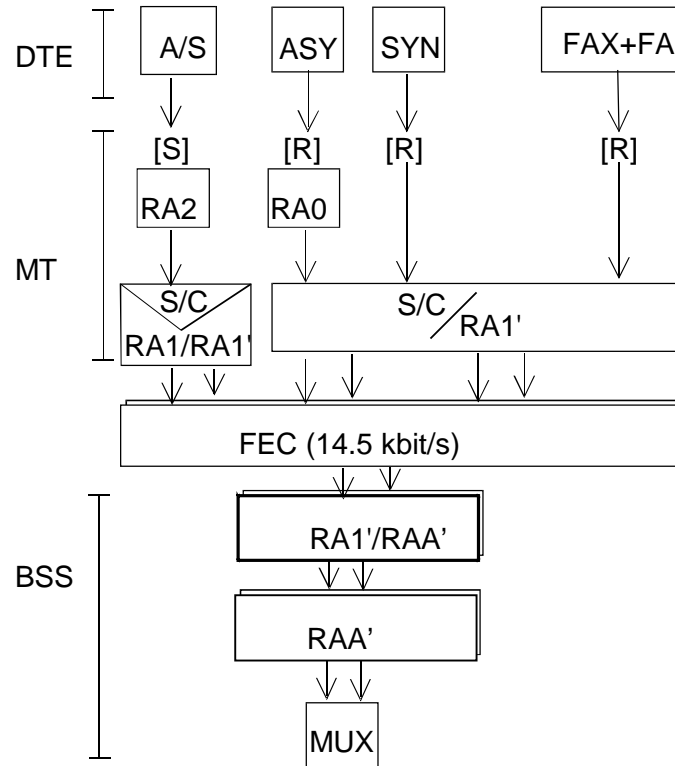 DTE
A/S
ASY
SYN
FAX+FA
[S]
[R]
[R]
[R]
RA2
RA0
MT
S/C
RA1/RA1'
S/C
RA1'
FEC (14.5 kbit/s)
BSS
RA1'/RAA’
RAA’
MUX